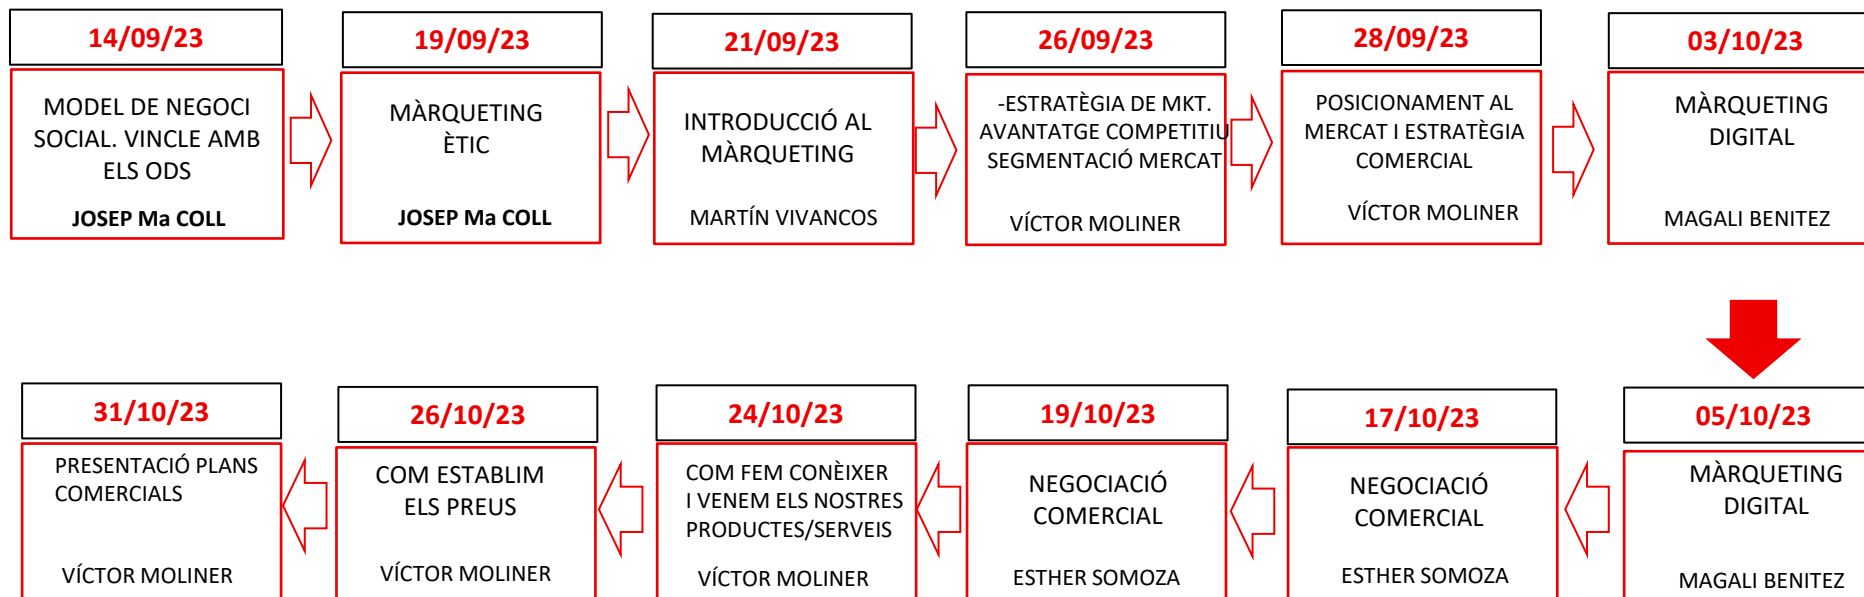 14/09/23
MODEL DE NEGOCI
SOCIAL. VINCLE AMB
ELS ODS
JOSEP Ma COLL
19/09/23
MÀRQUETING
ÈTIC
JOSEP Ma COLL
21/09/23
INTRODUCCIÓ AL
MÀRQUETING
MARTÍN VIVANCOS
26/09/23
-ESTRATÈGIA DE MKT.
AVANTATGE COMPETITIU
SEGMENTACIÓ MERCAT
VÍCTOR MOLINER
28/09/23
POSICIONAMENT AL
MERCAT I ESTRATÈGIA
COMERCIAL
VÍCTOR MOLINER
03/10/23
MÀRQUETING
DIGITAL
MAGALI BENITEZ
05/10/23
MÀRQUETING
DIGITAL
MAGALI BENITEZ
17/10/23
NEGOCIACIÓ
COMERCIAL
ESTHER SOMOZA
19/10/23
NEGOCIACIÓ
COMERCIAL
ESTHER SOMOZA
24/10/23
COM FEM CONÈIXER
I VENEM ELS NOSTRES
PRODUCTES/SERVEIS
VÍCTOR MOLINER
26/10/23
COM ESTABLIM
ELS PREUS
VÍCTOR MOLINER
31/10/23
PRESENTACIÓ PLANS
COMERCIALS
VÍCTOR MOLINER